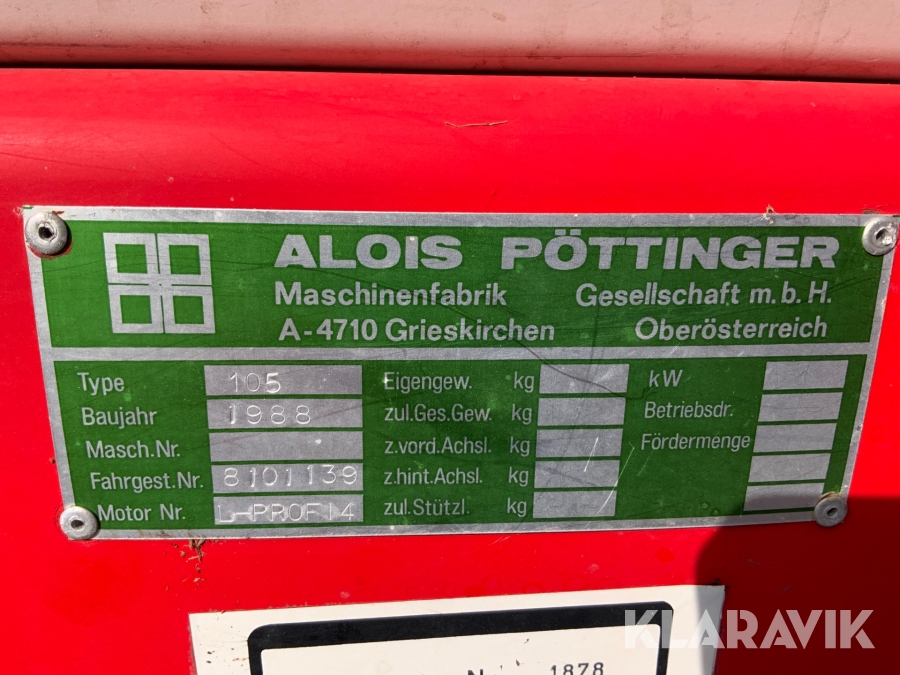 ALOIS PÖTTINGER
Maschinenfabrik Gesellschaft m.b.H.
A-4710 Grieskirchen Oberösterreich
Type 105 Eigengew. kg kW
Baujahr 1988 zul.Ges.Gew. kg Betriebsdr.
Masch.Nr. z.vord.Achsl. kg Fördermenge
Fahrgest.Nr. 8101139 z.hint.Achsl. kg
Motor Nr. L-PROFI4 zul.Stützl. kg
KLARAVIK
1878